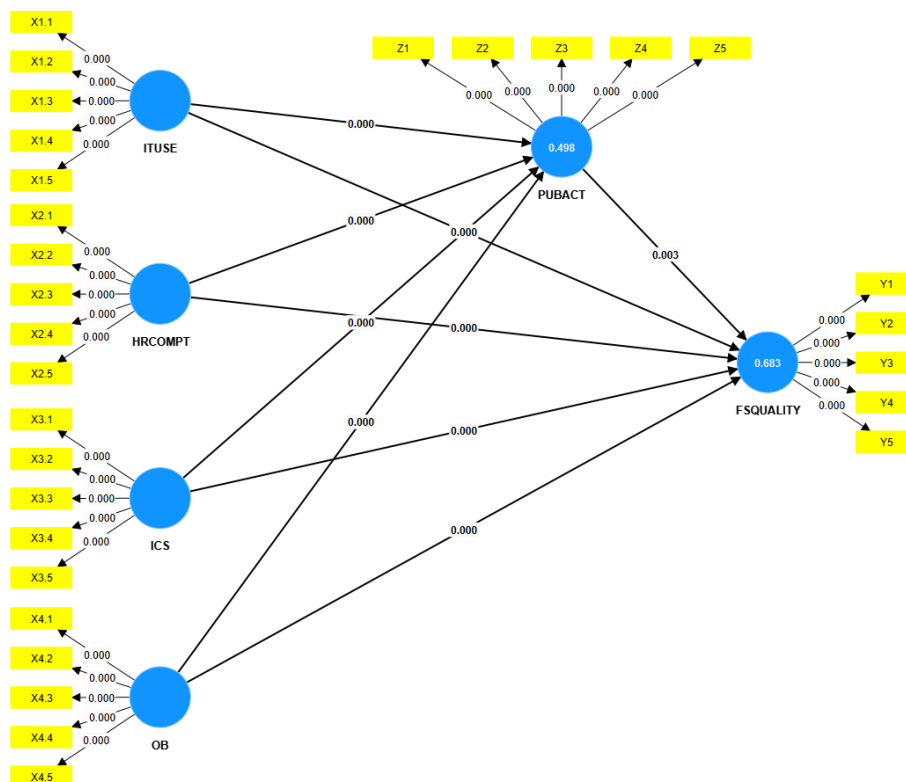 X1.1
0.000
X1.2
0.000
X1.3
0.000
X1.4
0.000
X1.5
0.000
ITUSE
X2.1
0.000
X2.2
0.000
X2.3
0.000
X2.4
0.000
X2.5
0.000
HRCOMPT
X3.1
0.000
X3.2
0.000
X3.3
0.000
X3.4
0.000
X3.5
0.000
ICS
X4.1
0.000
X4.2
0.000
X4.3
0.000
X4.4
0.000
X4.5
0.000
OB
0.000
0.000
0.000
0.000
0.000
0.000
0.000
0.000
Z1
Z2
Z3
Z4
Z5
0.000
0.000
0.000
0.000
0.000
0.498
PUBACT
0.003
0.683
FSQUALITY
Y1
0.000
Y2
0.000
Y3
0.000
Y4
0.000
Y5
0.000